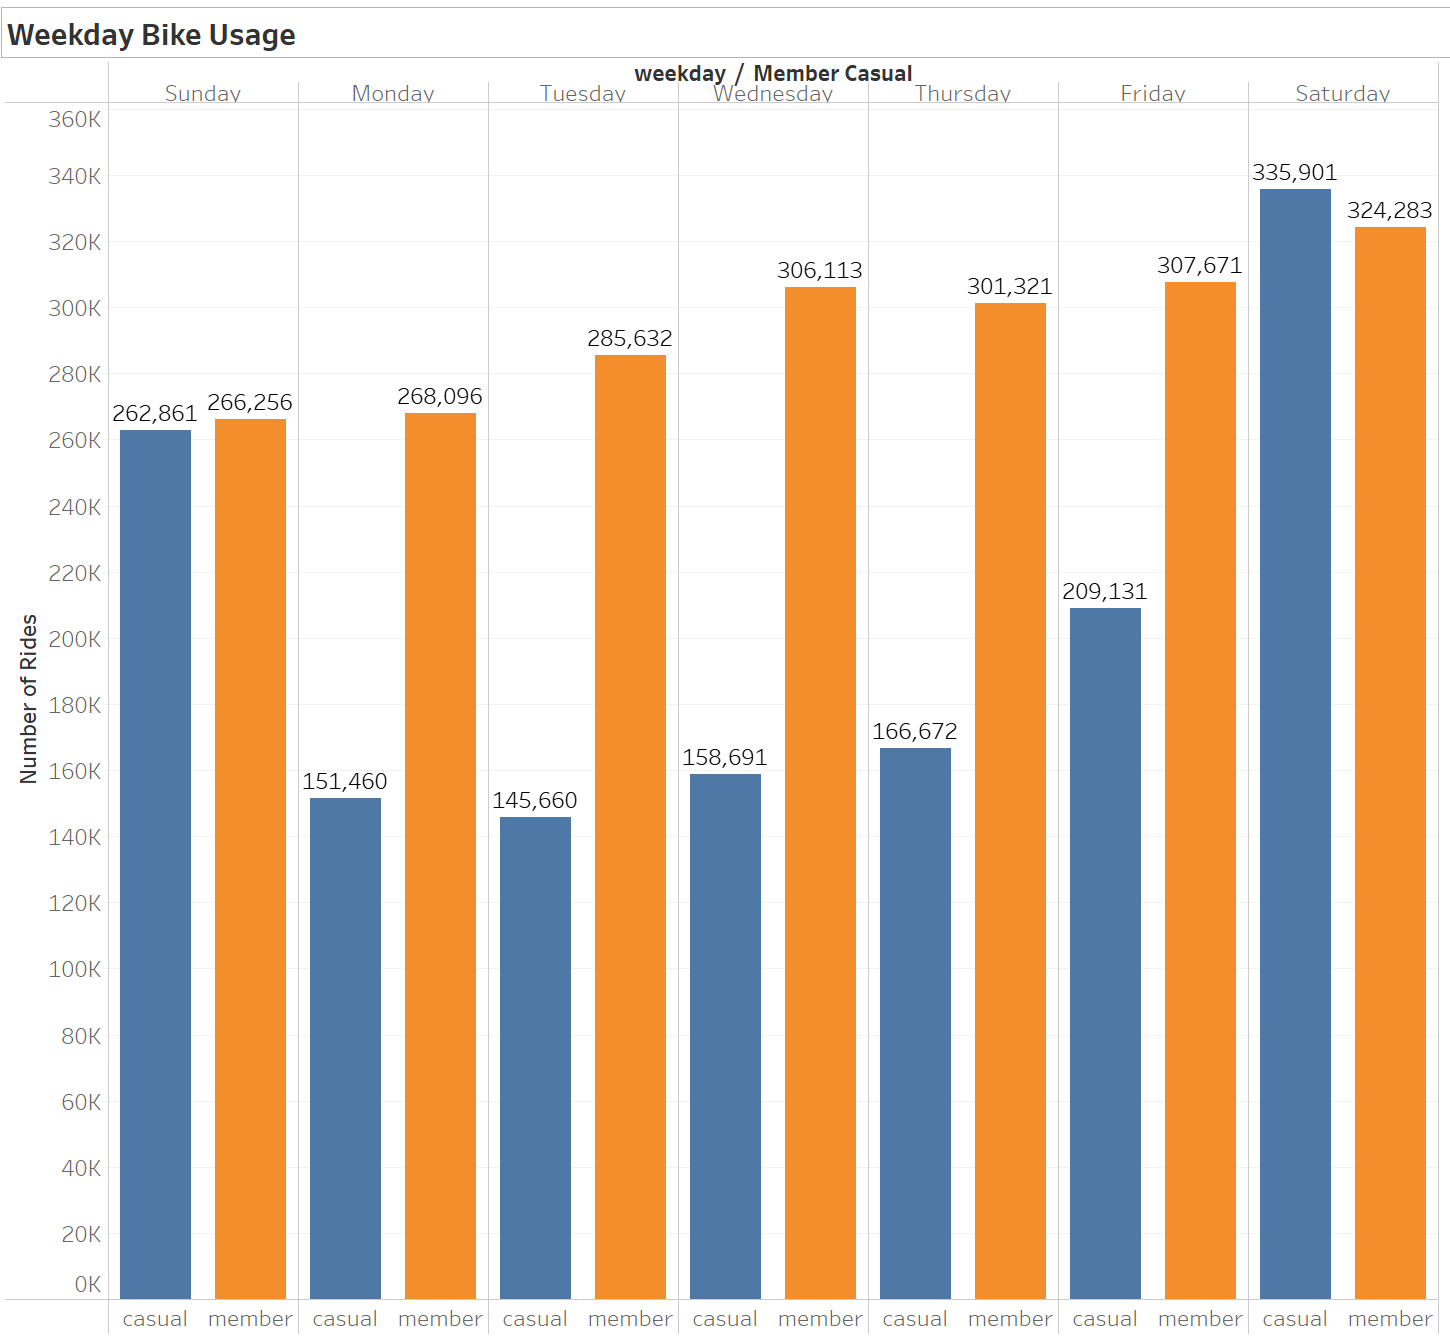 Weekday Bike Usage
weekday / Member Casual
Sunday Monday Tuesday Wednesday Thursday Friday Saturday
Number of Rides
360K
340K
320K
300K
280K
260K
240K
220K
200K
180K
160K
140K
120K
100K
80K
60K
40K
20K
0K
262,861 266,256
151,460 268,096
145,660 285,632
158,691 306,113
166,672 301,321
209,131 307,671
335,901 324,283
casual member casual member casual member casual member casual member casual member casual member